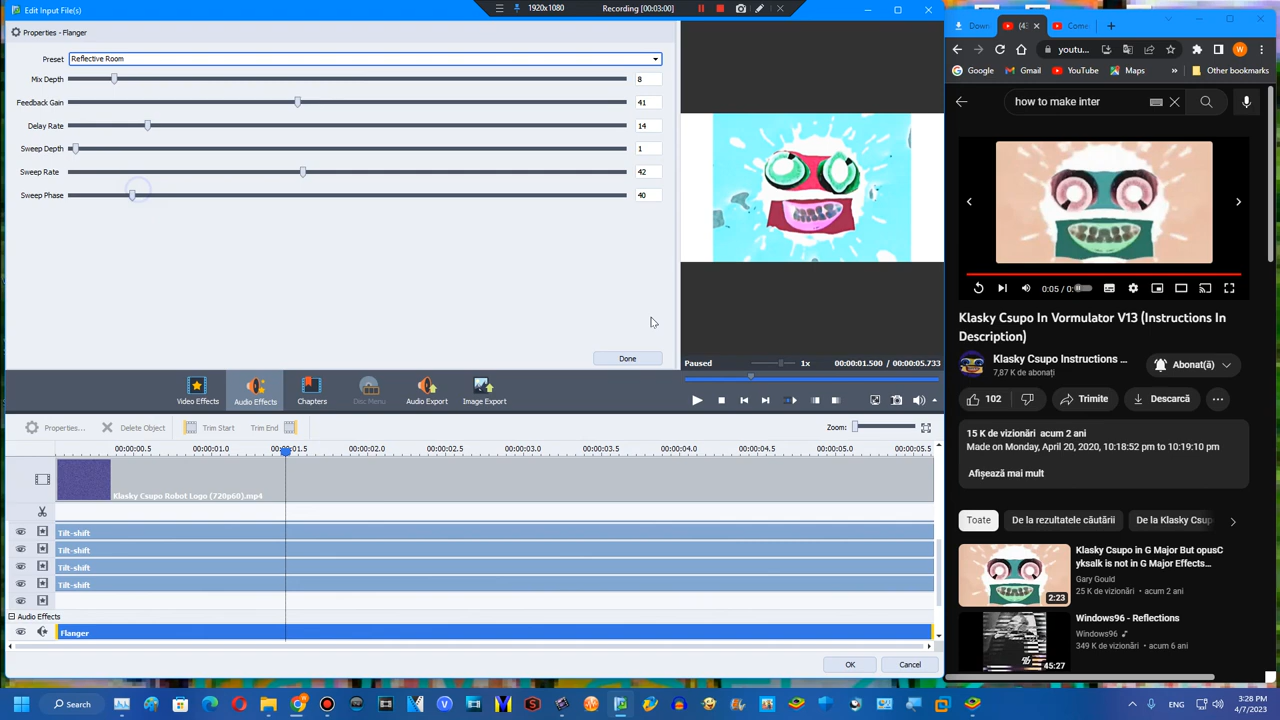 Edit Input File(s)
1920x1080
Recording [00:03:00]
Properties - Flanger
Preset
Reflective Room
Mix Depth
8
Feedback Gain
41
Delay Rate
14
Sweep Depth
1
Sweep Rate
42
Sweep Phase
40
Done
Paused
1x
00:00:01.500 / 00:00:05.733
Video Effects
Audio Effects
Chapters
Disc Menu
Audio Export
Image Export
Properties...
Delete Object
Trim Start
Trim End
Zoom:
00:00:00.5
00:00:01.0
00:00:01.5
00:00:02.0
00:00:02.5
00:00:03.0
00:00:03.5
00:00:04.0
00:00:04.5
00:00:05.0
00:00:05.5
Klasky Csupo Robot Logo (720p60).mp4
Tilt-shift
Tilt-shift
Tilt-shift
Tilt-shift
Audio Effects
Flanger
OK
Cancel
Down
Come
youtu...
Google
Gmail
YouTube
Maps
Other bookmarks
how to make inter
0:05
Klasky Csupo In Vormulator V13 (Instructions In
Description)
Klasky Csupo Instructions ...
7,87 K de abonați
Abonat(ă)
102
Trimite
Descarcă
15 K de vizionări acum 2 ani
Made on Monday, April 20, 2020, 10:18:52 pm to 10:19:10 pm
Afișează mai mult
Toate
De la rezultatele căutării
De la Klasky Csup
Klasky Csupo in G Major But opusC
yksalk is not in G Major Effects...
Gary Gould
25 K de vizionări • acum 2 ani
2:23
Windows96 - Reflections
Windows96
349 K de vizionări • acum 6 ani
45:27
Search
3:28 PM
4/7/2023